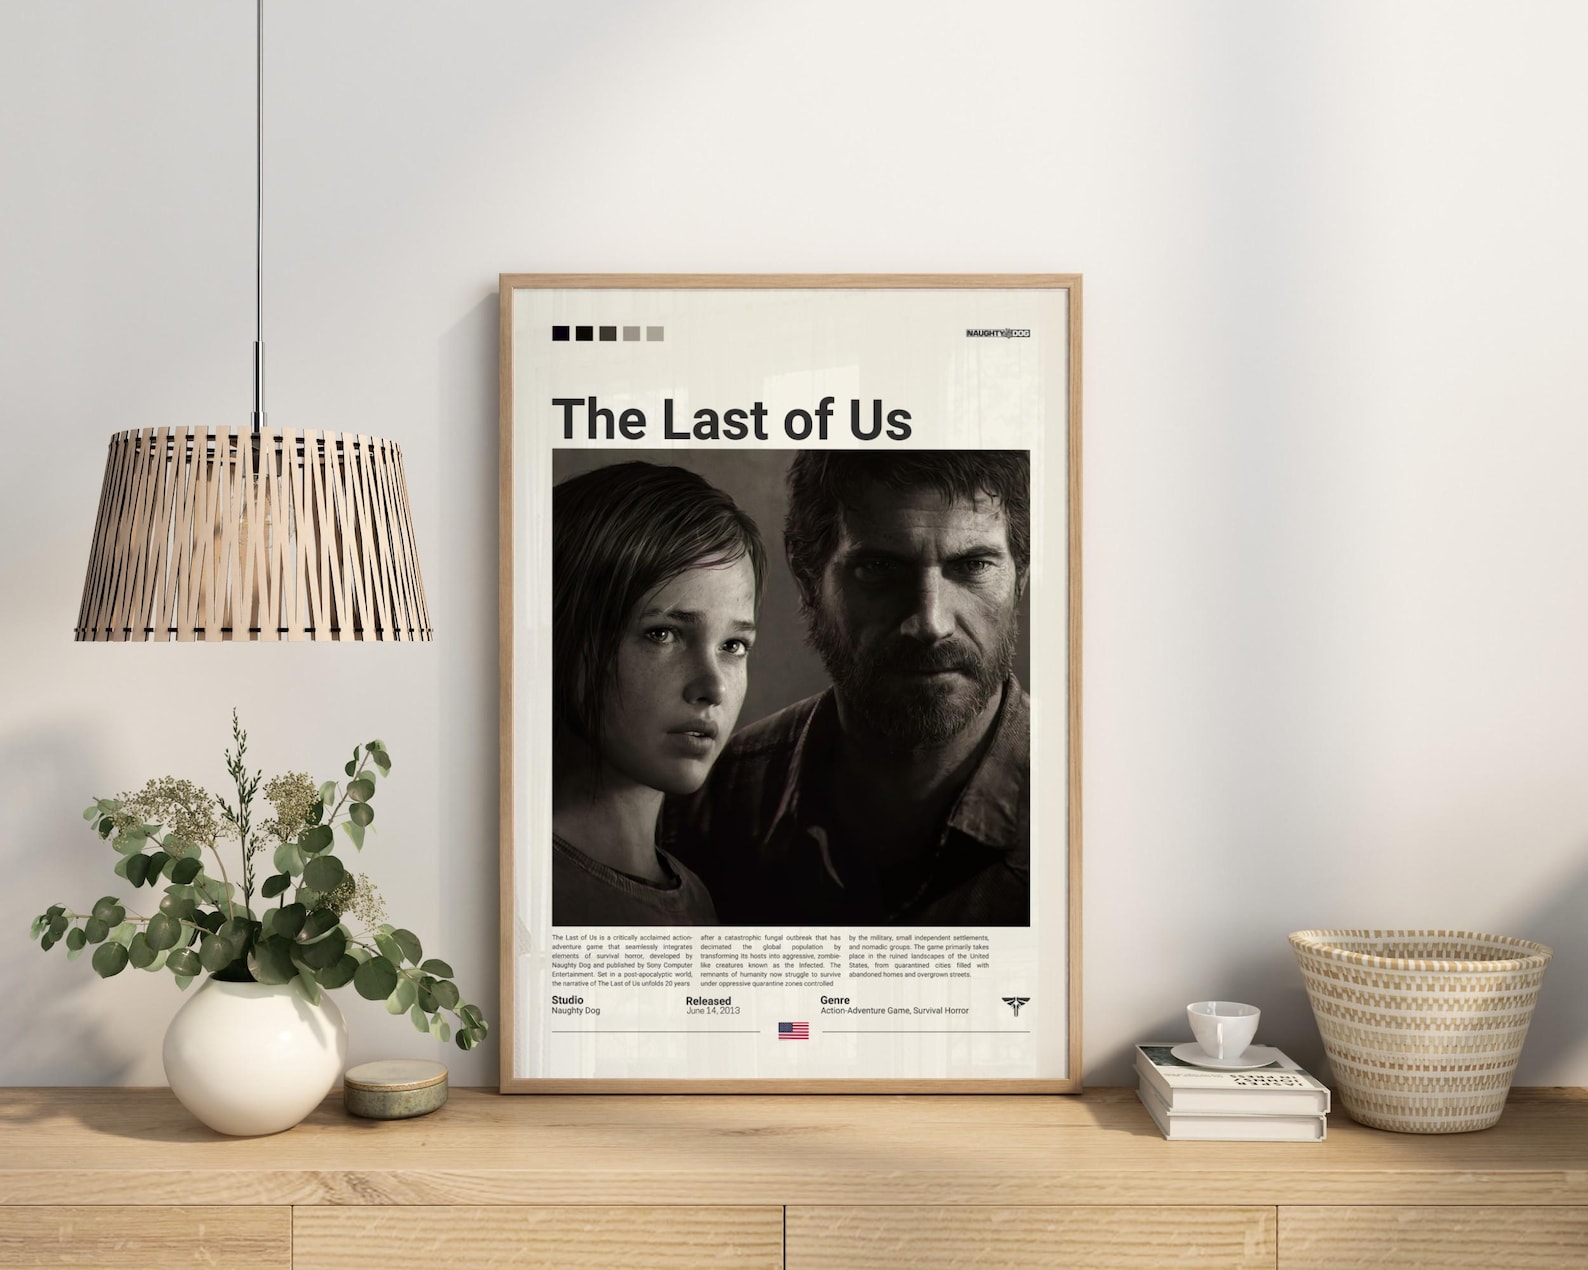 NAUGHTY DOG
The Last of Us
The Last of Us is a critically acclaimed action-
adventure game that seamlessly integrates
elements of survival horror, developed by
Naughty Dog and published by Sony Computer
Entertainment. Set in a post-apocalyptic world,
the narrative of The Last of Us unfolds 20 years
after a catastrophic fungal outbreak that has
decimated the global population by
transforming its hosts into aggressive, zombie-
like creatures known as the Infected. The
remnants of humanity now struggle to survive
under oppressive quarantine zones controlled
by the military, small independent settlements,
and nomadic groups. The game primarily takes
place in the ruined landscapes of the United
States, from quarantined cities filled with
abandoned homes and overgrown streets.
Studio
Naughty Dog
Released
June 14, 2013
Genre
Action-Adventure Game, Survival Horror
JASPER
JOHNS/
IN PRESS